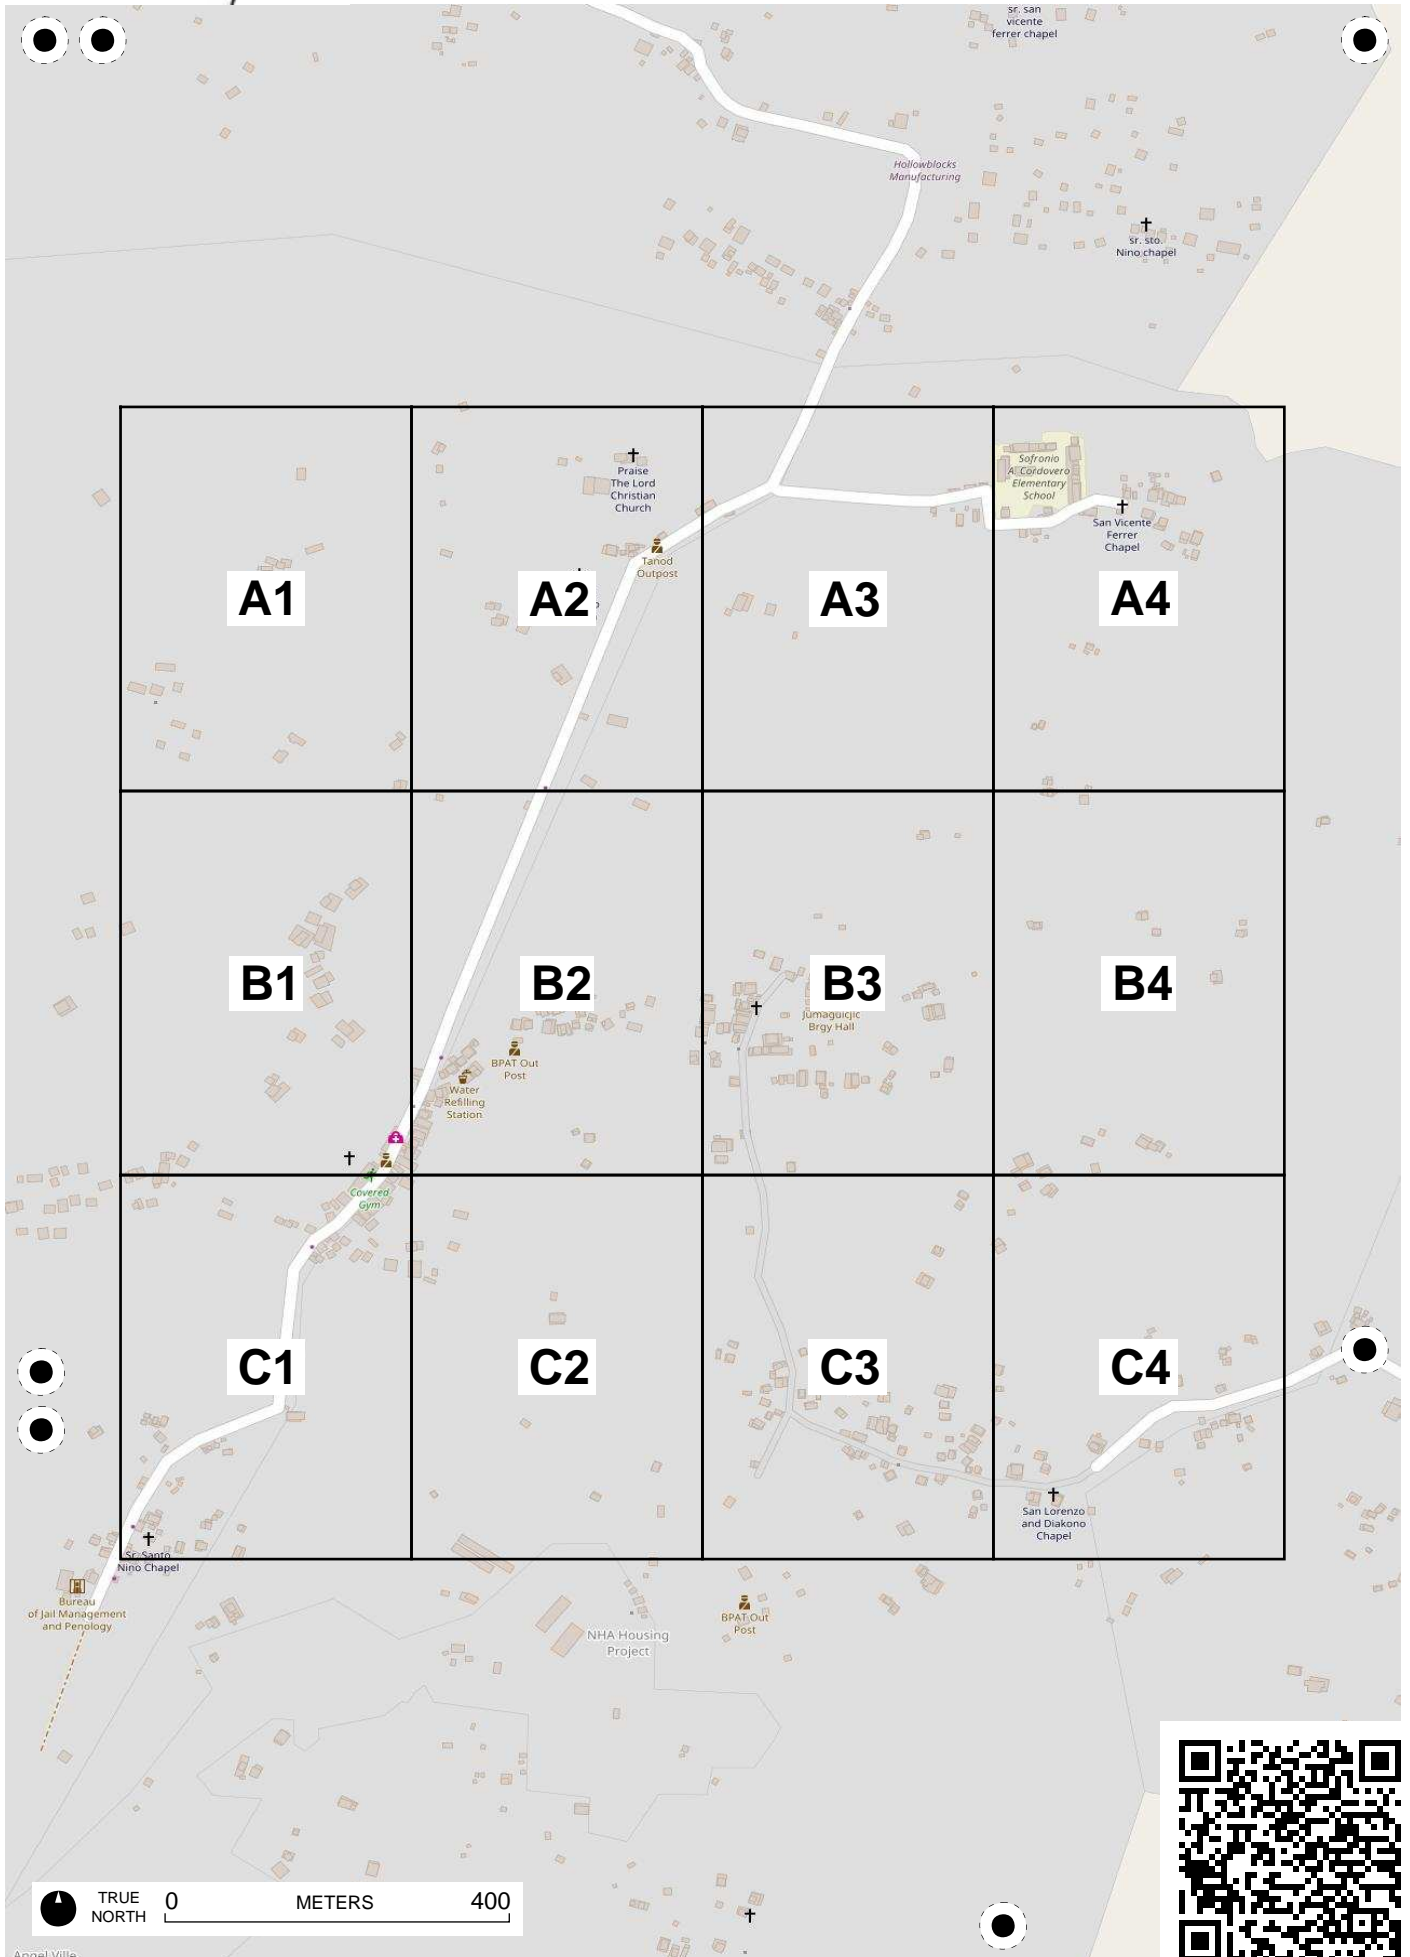 sr. san
vicente
ferrer chapel
Hollowblocks
Manufacturing
sr. sto.
Nino chapel
Praise
The Lord
Christian
Church
Sofronio
A. Cordovero
Elementary
School
San Vicente
Ferrer
Chapel
Tanod
Outpost
A1
A2
A3
A4
B1
B2
B3
B4
Jumaguicjic
Brgy Hall
BPAT Out
Post
Water
Refilling
Station
Covered
Gym
C1
C2
C3
C4
San Lorenzo
and Diakono
Chapel
Sr. Santo
Nino Chapel
Bureau
of Jail Management
and Penology
BPAT Out
Post
NHA Housing
Project
TRUE
NORTH
0 METERS 400
Angel Ville